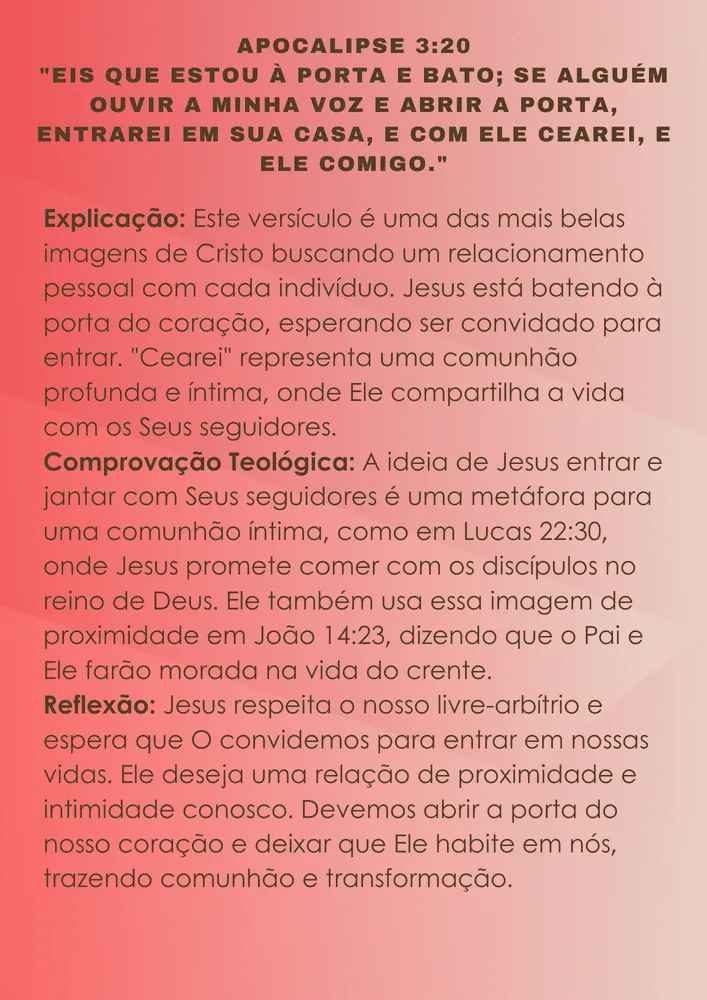 APOCALIPSE 3:20
"EIS QUE ESTOU À PORTA E BATO; SE ALGUÉM
OUVIR A MINHA VOZ E ABRIR A PORTA,
ENTRAREI EM SUA CASA, E COM ELE CEAREI, E
ELE COMIGO."
Explicação: Este versículo é uma das mais belas
imagens de Cristo buscando um relacionamento
pessoal com cada indivíduo. Jesus está batendo à
porta do coração, esperando ser convidado para
entrar. "Cearei" representa uma comunhão
profunda e íntima, onde Ele compartilha a vida
com os Seus seguidores.
Comprovação Teológica: A ideia de Jesus entrar e
jantar com Seus seguidores é uma metáfora para
uma comunhão íntima, como em Lucas 22:30,
onde Jesus promete comer com os discípulos no
reino de Deus. Ele também usa essa imagem de
proximidade em João 14:23, dizendo que o Pai e
Ele farão morada na vida do crente.
Reflexão: Jesus respeita o nosso livre-arbítrio e
espera que O convidemos para entrar em nossas
vidas. Ele deseja uma relação de proximidade e
intimidade conosco. Devemos abrir a porta do
nosso coração e deixar que Ele habite em nós,
trazendo comunhão e transformação.